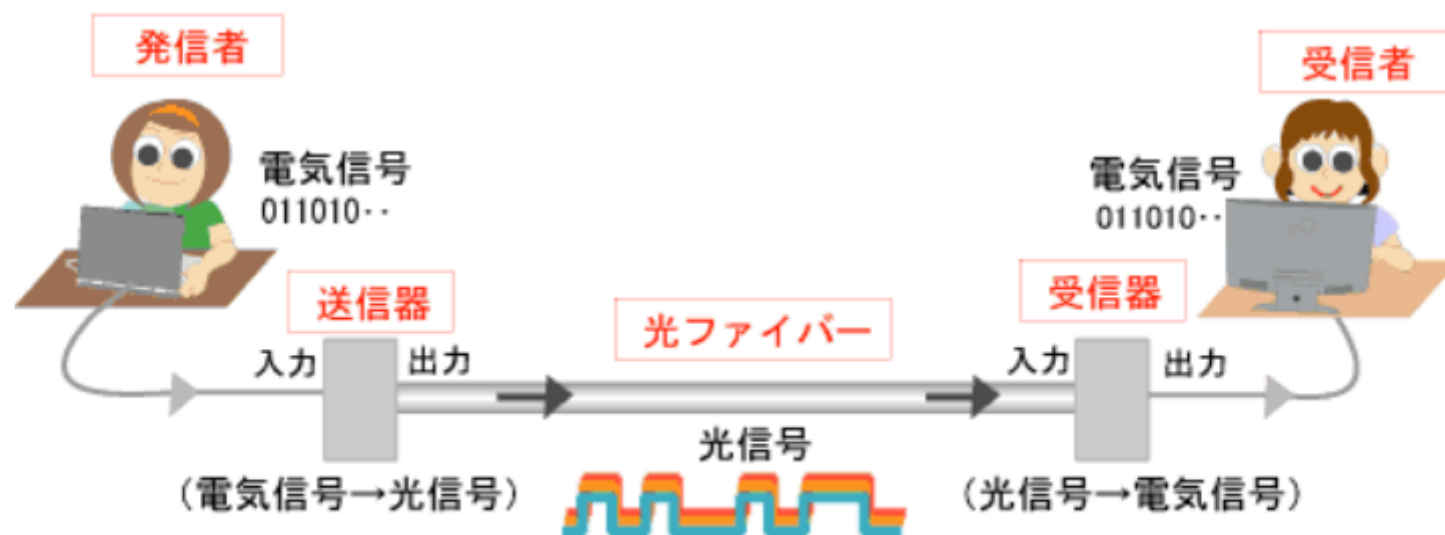 発信者
受信者
電気信号
011010‥
電気信号
011010‥
送信器
光ファイバー
受信器
入力
出力
入力
出力
光信号
（電気信号→光信号）
（光信号→電気信号）